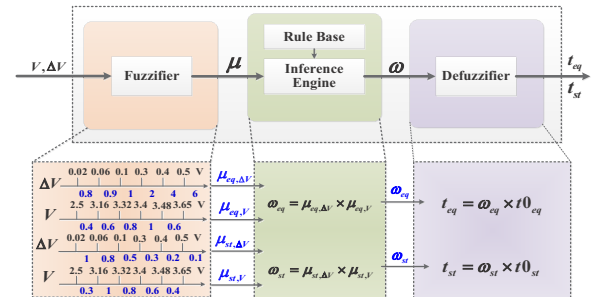 Rule Base
V, ΔV
Fuzzifier
μ
Inference
Engine
ω
Defuzzifier
t_eq
t_st
0.02 0.06 0.1 0.3 0.4 0.5 V
ΔV
0.8 0.9 1 2 4 6
μ_eq,ΔV
2.5 3.16 3.32 3.4 3.48 3.65 V
V
0.4 0.6 0.8 1 0.6
μ_eq,V
0.02 0.06 0.1 0.3 0.4 0.5 V
ΔV
1 0.8 0.5 0.3 0.2 0.1
μ_st,ΔV
2.5 3.16 3.32 3.4 3.48 3.65 V
V
0.3 1 0.8 0.6 0.4
μ_st,V
ω_eq = μ_eq,ΔV × μ_eq,V
ω_st = μ_st,ΔV × μ_st,V
ω_eq
ω_st
t_eq = ω_eq × t0_eq
t_st = ω_st × t0_st